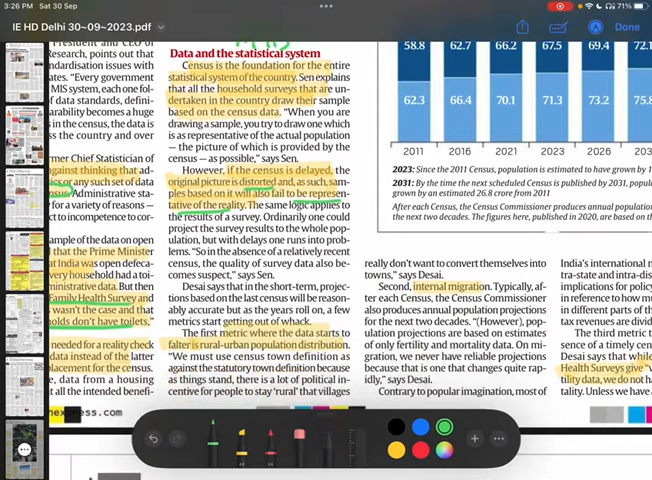 3:26 PM Sat 30 Sep
71%
IE HD Delhi 30~09~2023.pdf
Done
President and CEO of
Research, points out that
ndardisation issues with
ates. "Every government
MIS system, each one fol-
of data standards, defini-
arability becomes a huge
s in the census, the data is
ss the country and over
rmer Chief Statistician of
against thinking that ad-
or any set of data
nsus. Administrative sta-
for a variety of reasons —
ct to incompetence to cor-
ample of the data on open
d that the Prime Minister
at India was open defeca-
very household had a toi-
ministrative data. But then
Family Health Survey and
wasn't the case and that
holds don't have toilets,"
needed for a reality check
data instead of the latter
placement for the census.
e, data from a housing
t all the intended benefi-
Data and the statistical system
Census is the foundation for the entire
statistical system of the country. Sen explains
that all the household surveys that are un-
dertaken in the country draw their sample
based on the census data. "When you are
drawing a sample, you try to draw one which
is as representative of the actual population
— the picture of which is provided by the
census — as possible," says Sen.
However, if the census is delayed, the
original picture is distorted and, as such, sam-
ples based on it will also fail to be represen-
tative of the reality. The same logic applies to
the results of a survey. Ordinarily one could
project the survey results to the whole pop-
ulation, but with delays one runs into prob-
lems. "So in the absence of a relatively recent
census, the quality of survey data also be-
comes suspect," says Sen.
Desai says that in the short-term, projec-
tions based on the last census will be reason-
ably accurate but as the years roll on, a few
metrics start getting out of whack.
The first metric where the data starts to
falter is rural-urban population distribution.
"We must use census town definition as
against the statutory town definition because
as things stand, there is a lot of political in-
centive for people to stay 'rural' that villages
58.8 62.7 66.2 67.5 69.4 72.1
62.3 66.4 70.1 71.3 73.2 75.8
2011 2016 2021 2023 2026 2031
2023: Since the 2011 Census, population is estimated to have grown by 1
2031: By the time the next scheduled Census is published by 2031, popula
grown by an estimated 26.8 crore from 2011
After each Census, the Census Commissioner produces annual population
the next two decades. The figures here, published in 2020, are based on the
really don't want to convert themselves into
towns," says Desai.
Second, internal migration. Typically, af-
ter each Census, the Census Commissioner
also produces annual population projections
for the next two decades. "(However), pop-
ulation projections are based on estimates
of only fertility and mortality data. On mi-
gration, we never have reliable projections
because that is one that changes quite rap-
idly," says Desai.
Contrary to popular imagination, most of
India's internal m
tra-state and intra-dis
implications for policy
in reference to how mu
in different parts of the
tax revenues are divid
The third metric t
sence of a timely cens
Desai says that while
Health Surveys give "v
tility data, we do not ha
tality. Unless we have
nexpress.com